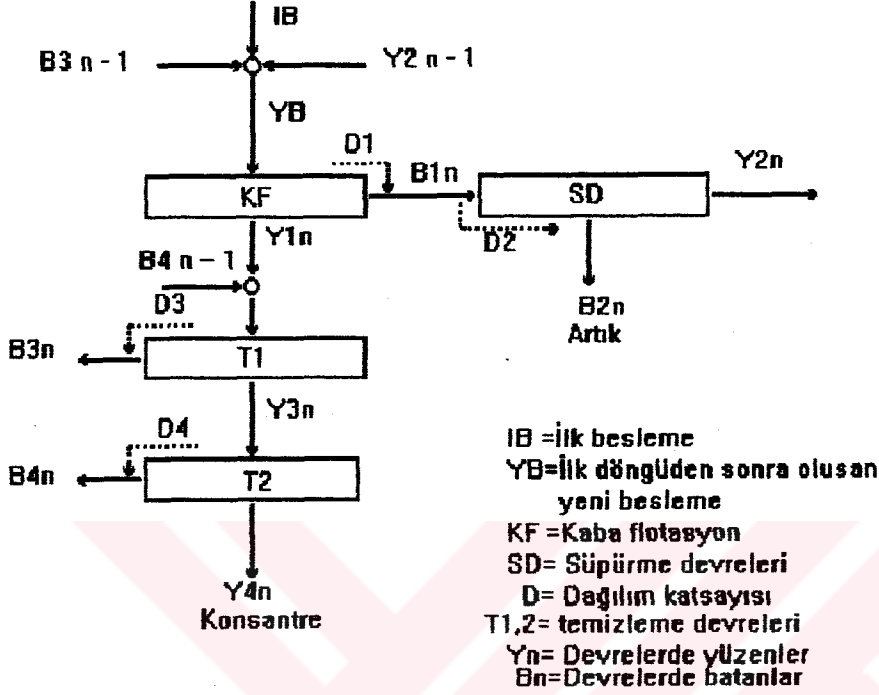 IB
B3 n - 1
Y2 n - 1
YB
D1
B1n
Y2n
KF
SD
D2
Y1n
B4 n - 1
B2n
Artık
D3
B3n
T1
Y3n
D4
B4n
T2
Y4n
Konsantre
IB =İlk besleme
YB=İlk döngüden sonra olusan
yeni besleme
KF =Kaba flotasyon
SD= Süpürme devreleri
D= Dağılım katsayısı
T1,2= temizleme devreleri
Yn= Devrelerde yüzenler
Bn=Devrelerde batanlar